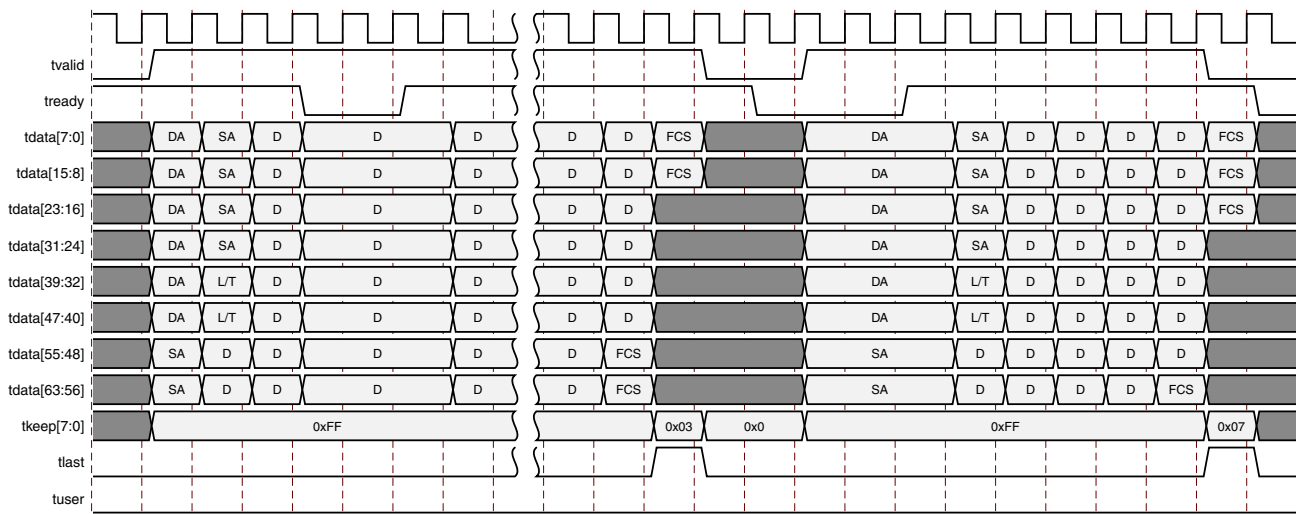 tvalid
tready
tdata[7:0] DA SA D D D D D FCS DA SA D D D D FCS
tdata[15:8] DA SA D D D D D FCS DA SA D D D D FCS
tdata[23:16] DA SA D D D D D DA SA D D D D FCS
tdata[31:24] DA SA D D D D D DA SA D D D D
tdata[39:32] DA L/T D D D D D DA L/T D D D D
tdata[47:40] DA L/T D D D D D DA L/T D D D D
tdata[55:48] SA D D D D D FCS SA D D D D D
tdata[63:56] SA D D D D D FCS SA D D D D FCS
tkeep[7:0] 0xFF 0x03 0x0 0xFF 0x07
tlast
tuser